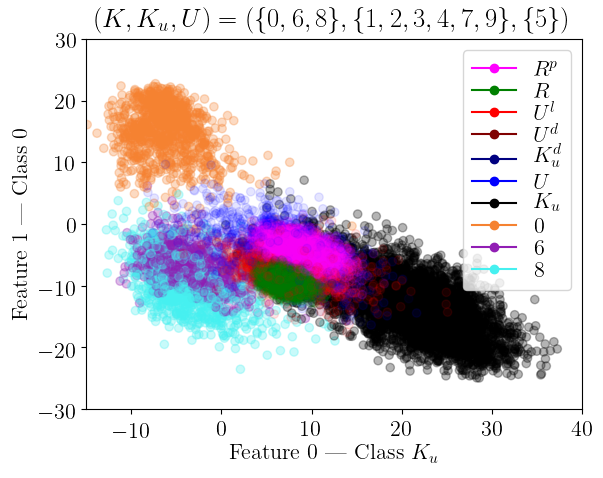 (K, K_u, U) = ({0, 6, 8}, {1, 2, 3, 4, 7, 9}, {5})
30
20
10
0
−10
−20
−30
Feature 1 — Class 0
R^p
R
U^l
U^d
K_u^d
U
K_u
0
6
8
−10
0
10
20
30
40
Feature 0 — Class K_u